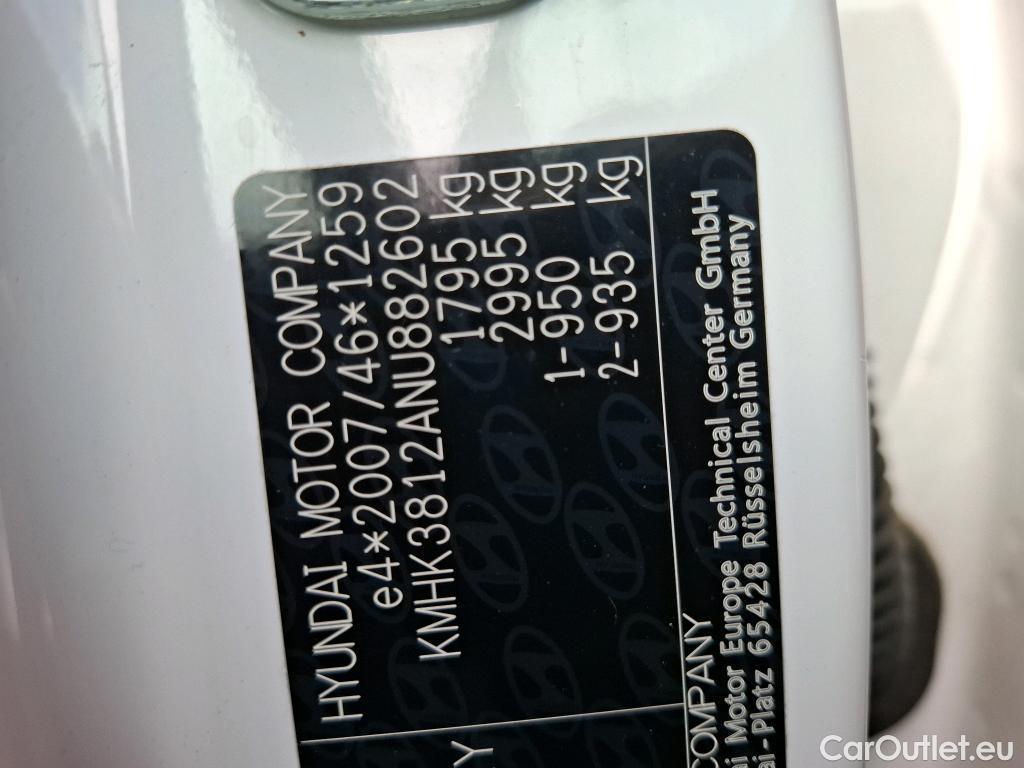 HYUNDAI MOTOR COMPANY
e4*2007/46*1259
KMHK3812ANU882602
1795 kg
2995 kg
1-950 kg
2-935 kg
Y
COMPANY
Motor Europe Technical Center GmbH
-Platz 65428 Rüsselsheim Germany
CarOutlet.eu